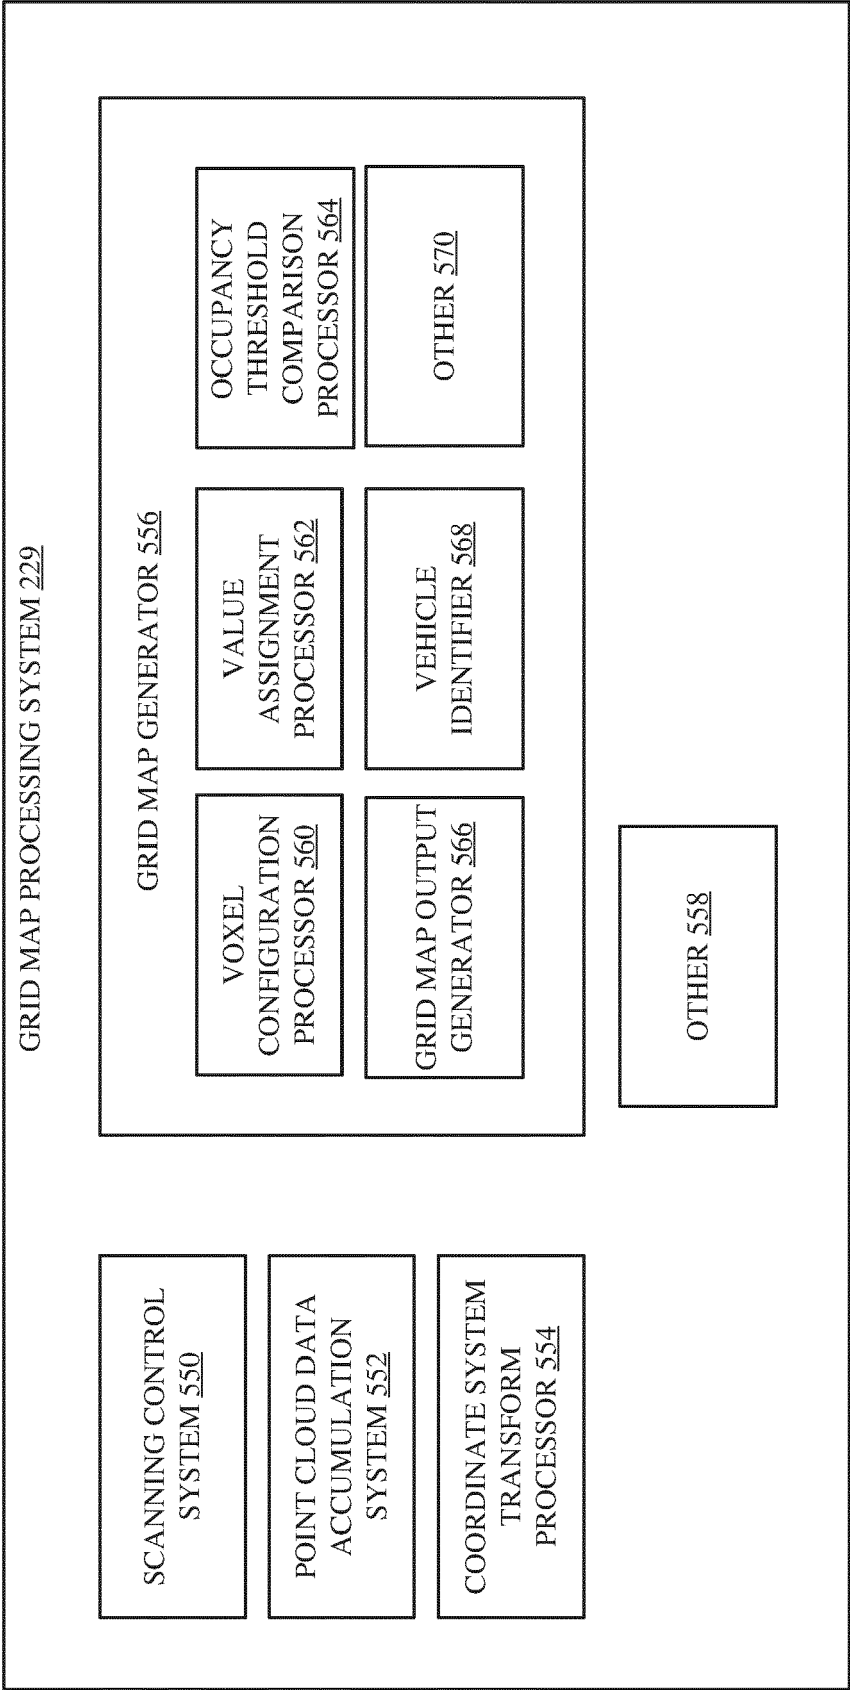 GRID MAP PROCESSING SYSTEM 229
SCANNING CONTROL
SYSTEM 550
POINT CLOUD DATA
ACCUMULATION
SYSTEM 552
COORDINATE SYSTEM
TRANSFORM
PROCESSOR 554
GRID MAP GENERATOR 556
VOXEL
CONFIGURATION
PROCESSOR 560
VALUE
ASSIGNMENT
PROCESSOR 562
OCCUPANCY
THRESHOLD
COMPARISON
PROCESSOR 564
GRID MAP OUTPUT
GENERATOR 566
VEHICLE
IDENTIFIER 568
OTHER 570
OTHER 558